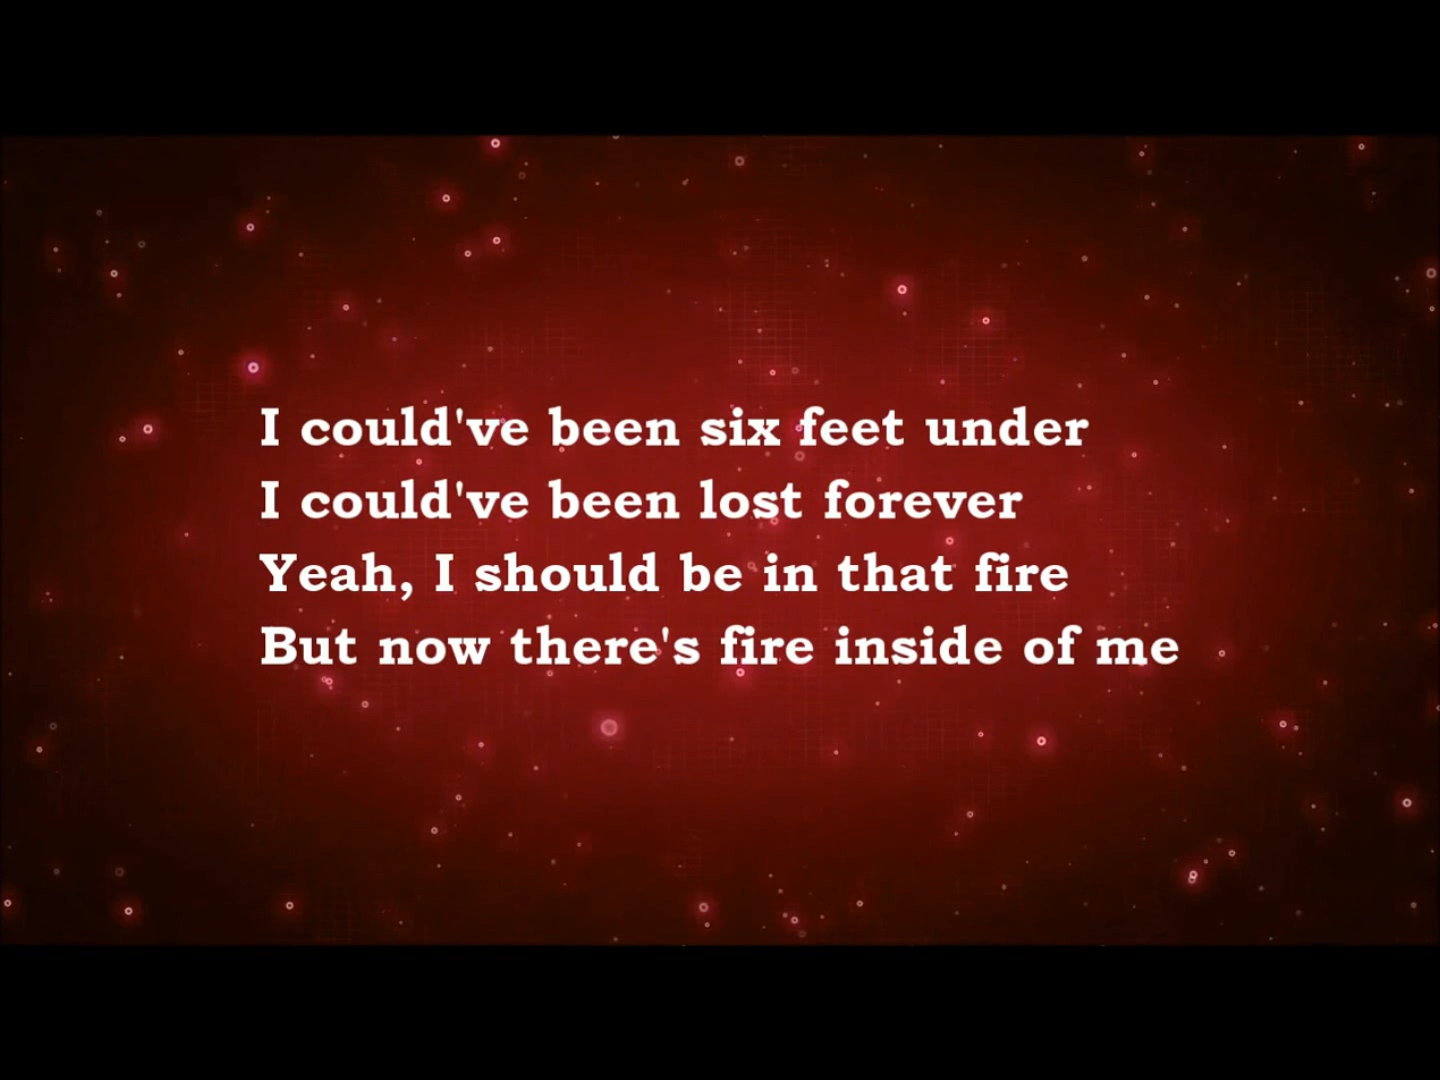 I could've been six feet under
I could've been lost forever
Yeah, I should be in that fire
But now there's fire inside of me